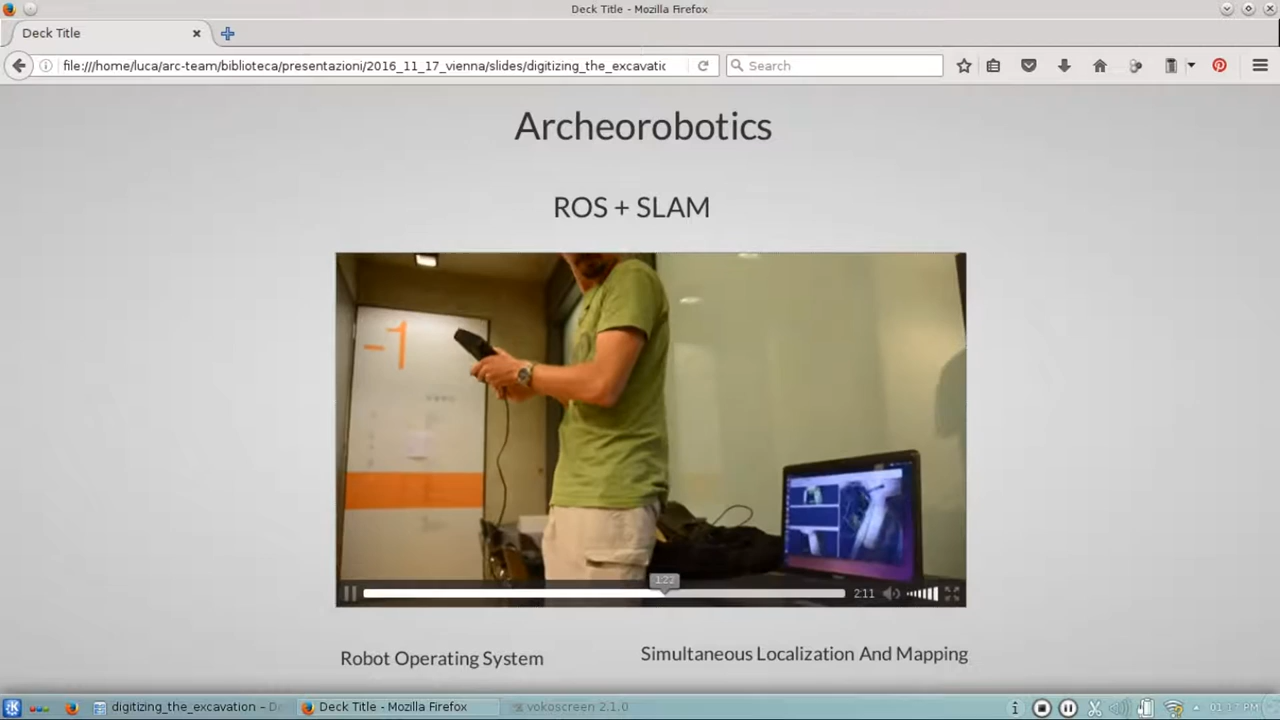 Deck Title - Mozilla Firefox
Deck Title
file:///home/luca/arc-team/biblioteca/presentazioni/2016_11_17_vienna/slides/digitizing_the_excavatio
Search
Archeorobotics
ROS + SLAM
-1
1:22
2:11
Robot Operating System
Simultaneous Localization And Mapping
digitizing_the_excavation – D
Deck Title - Mozilla Firefox
vokoscreen 2.1.0